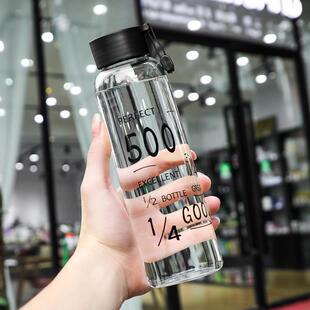 PERFECT
500
EXCELLENT
1/2 BOTTLE
1/4 GOO